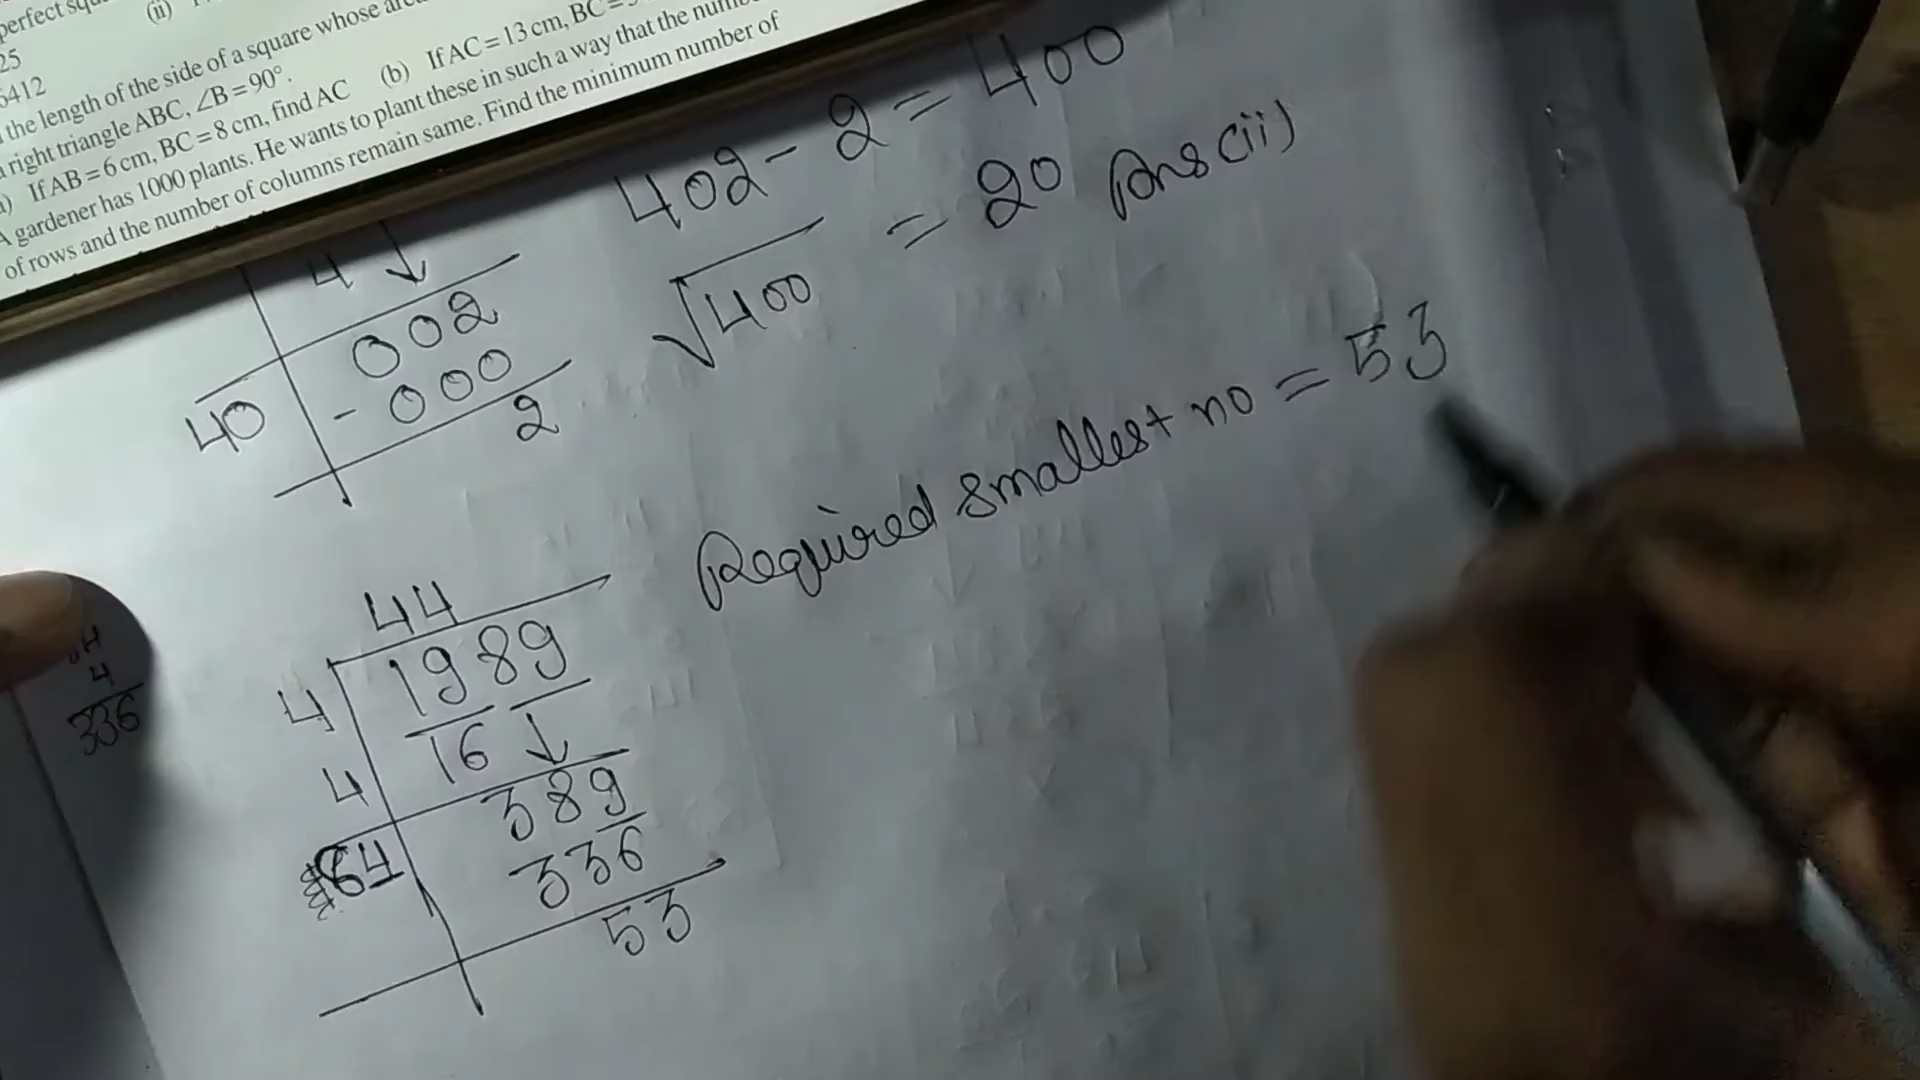 perfect squ
(ii)
25
6412
the length of the side of a square whose are
right triangle ABC, ∠B = 90°.
) If AB = 6 cm, BC = 8 cm, find AC (b) If AC = 13 cm, BC =
A gardener has 1000 plants. He wants to plant these in such a way that the num
of rows and the number of columns remain same. Find the minimum number of
402 - 2 = 400
√400 = 20 Ans (ii)
4 ↓
002
40 - 000
2
Required smallest no = 53
44
4 1989
16 ↓
4 389
84 336
53
4
336